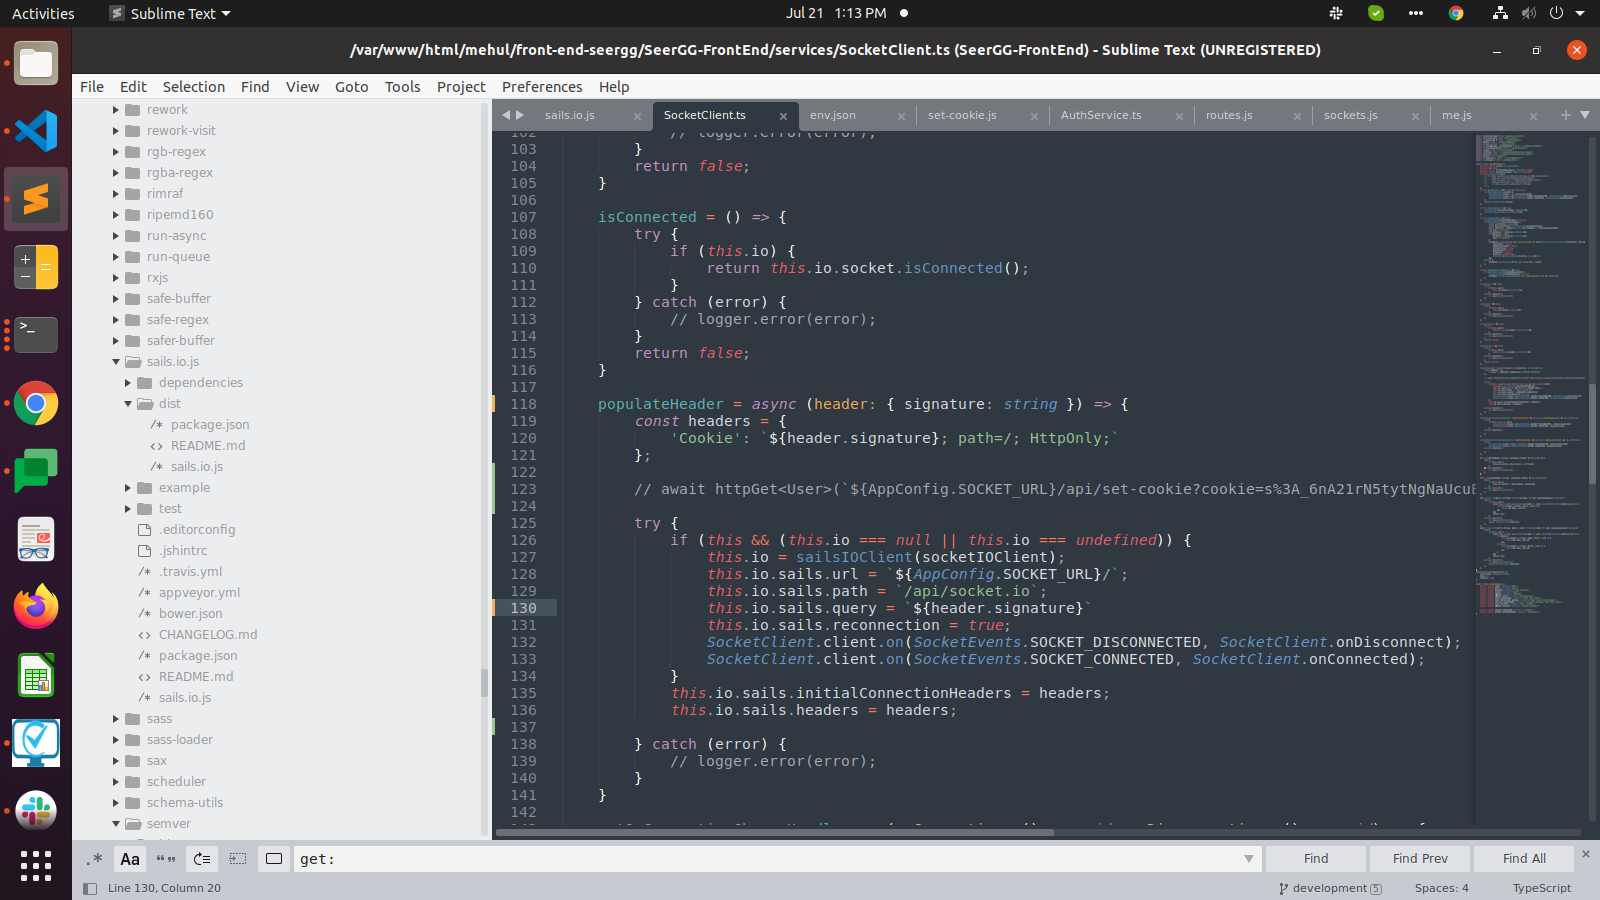 Activities Sublime Text Jul 21 1:13 PM
/var/www/html/mehul/front-end-seergg/SeerGG-FrontEnd/services/SocketClient.ts (SeerGG-FrontEnd) - Sublime Text (UNREGISTERED)
File Edit Selection Find View Goto Tools Project Preferences Help
rework
rework-visit
rgb-regex
rgba-regex
rimraf
ripemd160
run-async
run-queue
rxjs
safe-buffer
safe-regex
safer-buffer
sails.io.js
dependencies
dist
/* package.json
<> README.md
/* sails.io.js
example
test
.editorconfig
.jshintrc
/* .travis.yml
/* appveyor.yml
/* bower.json
<> CHANGELOG.md
/* package.json
<> README.md
/* sails.io.js
sass
sass-loader
sax
scheduler
schema-utils
semver
sails.io.js × SocketClient.ts × env.json × set-cookie.js × AuthService.ts × routes.js × sockets.js × me.js × +
102 // logger.error(error);
103 }
104 return false;
105 }
106
107 isConnected = () => {
108 try {
109 if (this.io) {
110 return this.io.socket.isConnected();
111 }
112 } catch (error) {
113 // logger.error(error);
114 }
115 return false;
116 }
117
118 populateHeader = async (header: { signature: string }) => {
119 const headers = {
120 'Cookie': `${header.signature}; path=/; HttpOnly;`
121 };
122
123 // await httpGet<User>(`${AppConfig.SOCKET_URL}/api/set-cookie?cookie=s%3A_6nA21rN5tytNgNaUcu
124
125 try {
126 if (this && (this.io === null || this.io === undefined)) {
127 this.io = sailsIOClient(socketIOClient);
128 this.io.sails.url = `${AppConfig.SOCKET_URL}/`;
129 this.io.sails.path = `/api/socket.io`;
130 this.io.sails.query = `${header.signature}`
131 this.io.sails.reconnection = true;
132 SocketClient.client.on(SocketEvents.SOCKET_DISCONNECTED, SocketClient.onDisconnect);
133 SocketClient.client.on(SocketEvents.SOCKET_CONNECTED, SocketClient.onConnected);
134 }
135 this.io.sails.initialConnectionHeaders = headers;
136 this.io.sails.headers = headers;
137
138 } catch (error) {
139 // logger.error(error);
140 }
141 }
142
.* Aa “” get: Find Find Prev Find All ×
Line 130, Column 20 development 5 Spaces: 4 TypeScript